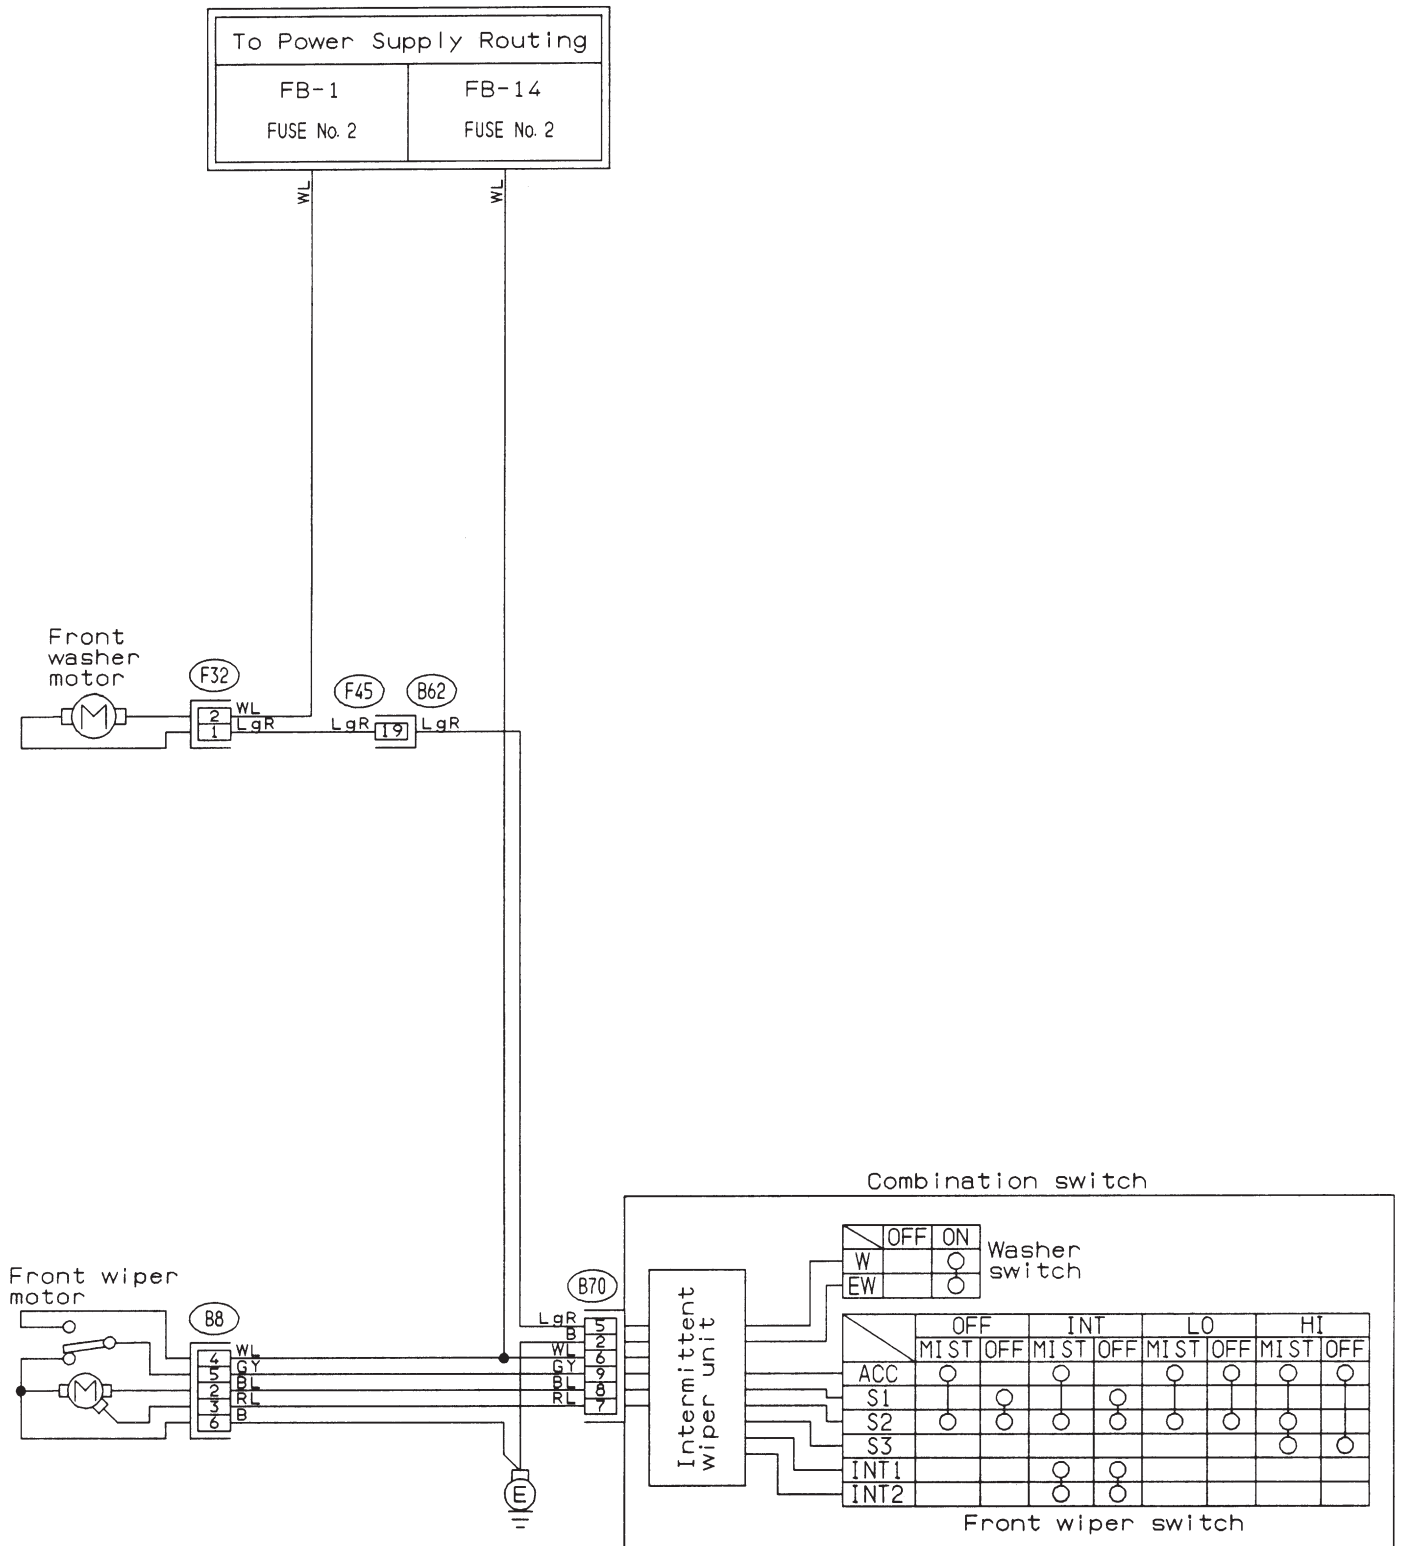 To Power Supply Routing
FB-1
FUSE No. 2
FB-14
FUSE No. 2
WL
WL
Front
washer
motor
F32
2
1
WL
LgR
F45
B62
LgR
19
LgR
M
Combination switch
OFF ON
W
EW
Washer
switch
Front wiper
motor
M
B8
4
5
2
3
6
WL
GY
BL
RL
B
B70
LgR
B
WL
GY
BL
RL
5
2
6
9
8
7
E
Intermittent
wiper unit
OFF INT LO HI
MIST OFF MIST OFF MIST OFF MIST OFF
ACC
S1
S2
S3
INT1
INT2
Front wiper switch